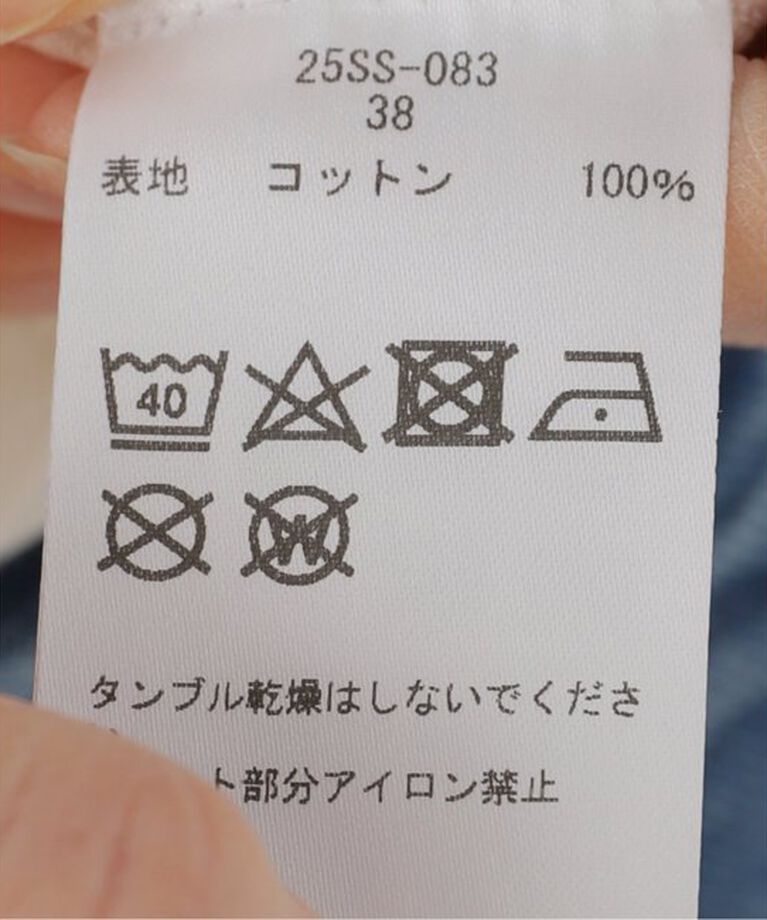 25SS-083
38
表地 コットン 100%
40
W
タンブル乾燥はしないでくださ
ト部分アイロン禁止